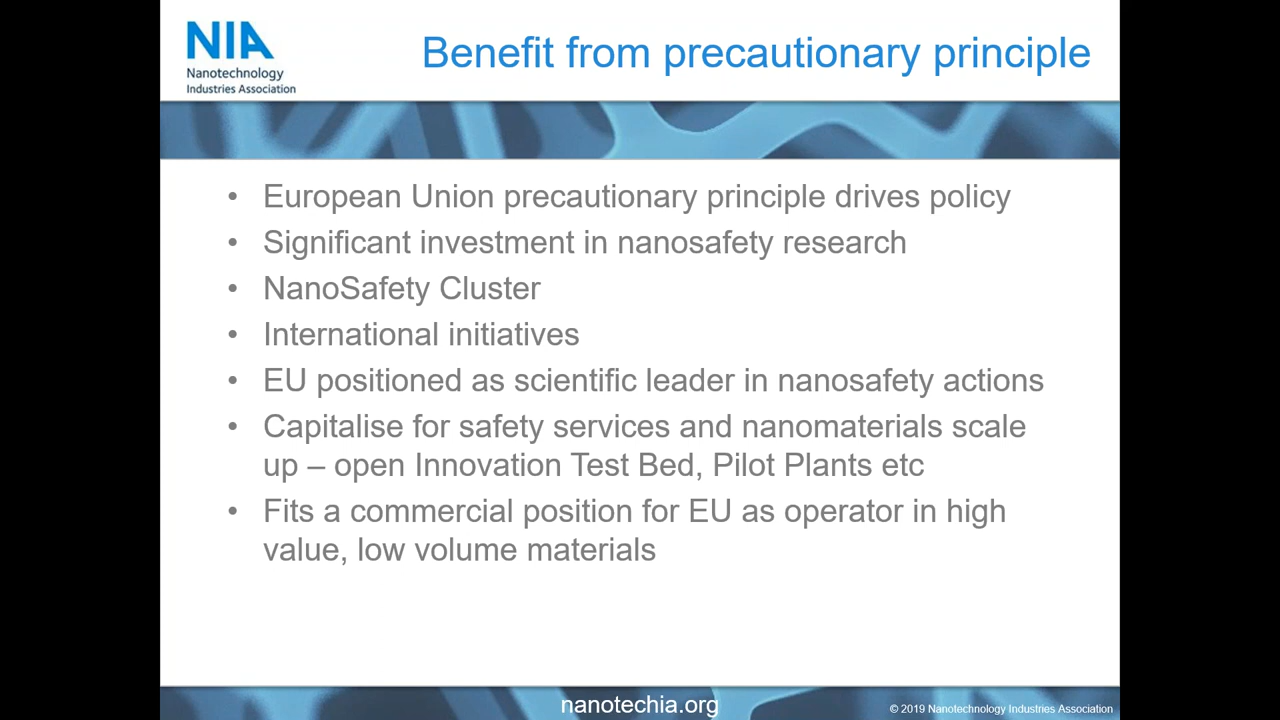 NIA
Nanotechnology
Industries Association
Benefit from precautionary principle
• European Union precautionary principle drives policy
• Significant investment in nanosafety research
• NanoSafety Cluster
• International initiatives
• EU positioned as scientific leader in nanosafety actions
• Capitalise for safety services and nanomaterials scale
up – open Innovation Test Bed, Pilot Plants etc
• Fits a commercial position for EU as operator in high
value, low volume materials
nanotechia.org
© 2019 Nanotechnology Industries Association